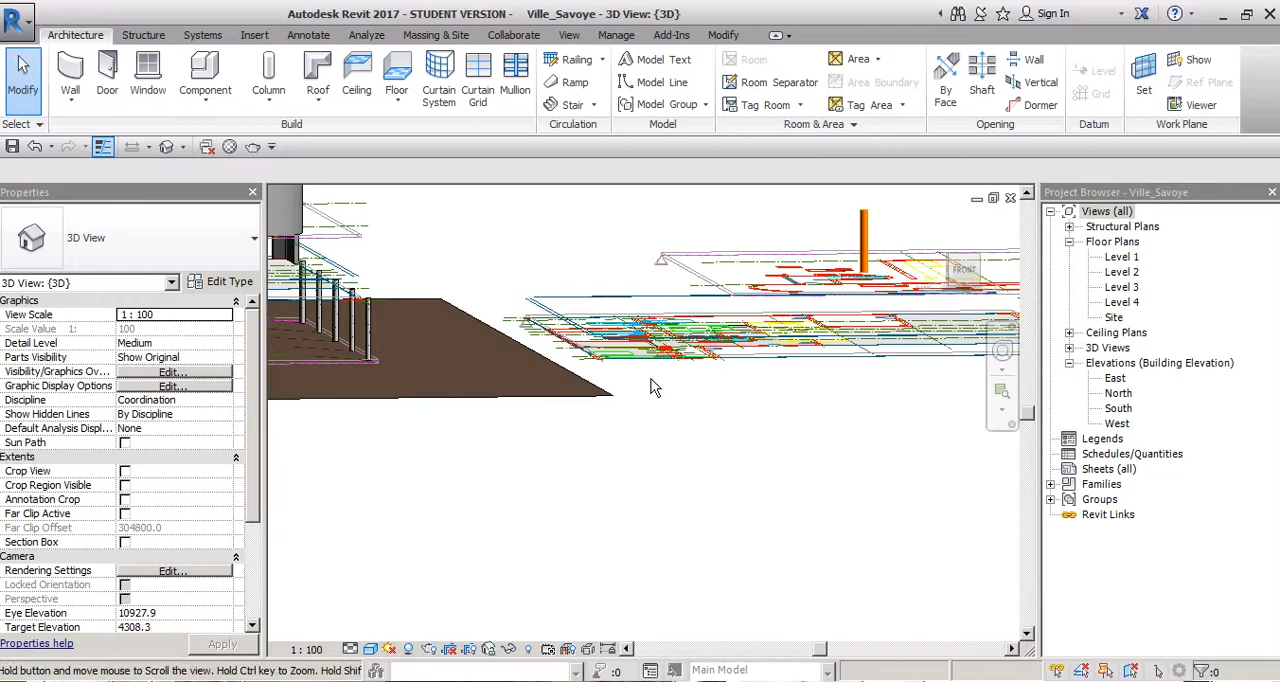 Autodesk Revit 2017 - STUDENT VERSION - Ville_Savoye - 3D View: {3D}
Sign In
Architecture Structure Systems Insert Annotate Analyze Massing & Site Collaborate View Manage Add-Ins Modify
Modify
Wall
Door
Window
Component
Column
Roof
Ceiling
Floor
Curtain System
Curtain Grid
Mullion
Railing
Ramp
Stair
Model Text
Model Line
Model Group
Room
Room Separator
Tag Room
Area
Area Boundary
Tag Area
By Face
Shaft
Wall
Vertical
Dormer
Level
Grid
Set
Show
Ref Plane
Viewer
Select Build Circulation Model Room & Area Opening Datum Work Plane
Properties
3D View
3D View: {3D} Edit Type
Graphics
View Scale 1 : 100
Scale Value 1: 100
Detail Level Medium
Parts Visibility Show Original
Visibility/Graphics Ov... Edit...
Graphic Display Options Edit...
Discipline Coordination
Show Hidden Lines By Discipline
Default Analysis Displ... None
Sun Path
Extents
Crop View
Crop Region Visible
Annotation Crop
Far Clip Active
Far Clip Offset 304800.0
Section Box
Camera
Rendering Settings Edit...
Locked Orientation
Perspective
Eye Elevation 10927.9
Target Elevation 4308.3
Properties help Apply
FRONT
Project Browser - Ville_Savoye
Views (all)
Structural Plans
Floor Plans
Level 1
Level 2
Level 3
Level 4
Site
Ceiling Plans
3D Views
Elevations (Building Elevation)
East
North
South
West
Legends
Schedules/Quantities
Sheets (all)
Families
Groups
Revit Links
1 : 100
Hold button and move mouse to Scroll the view. Hold Ctrl key to Zoom. Hold Shi
:0
Main Model
:0